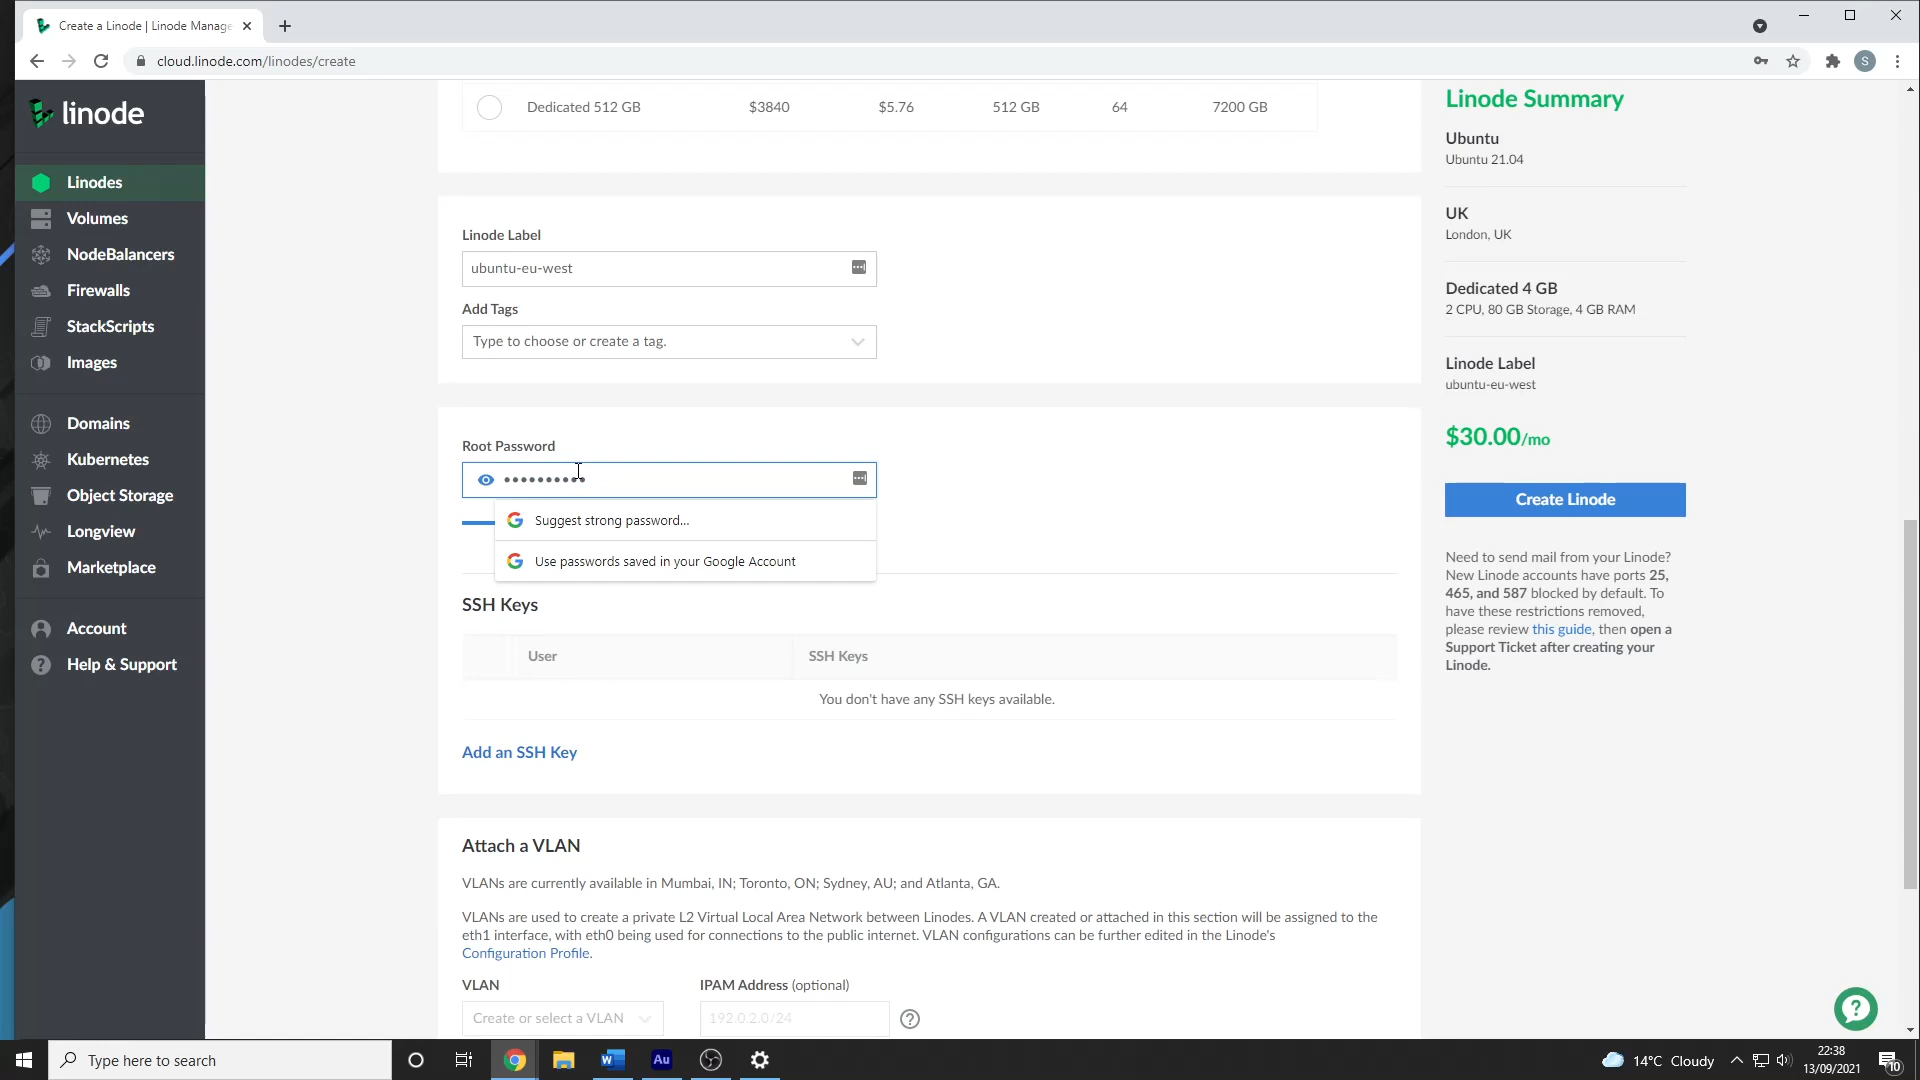 Create a Linode | Linode Manage
cloud.linode.com/linodes/create
S
linode
Linodes
Volumes
NodeBalancers
Firewalls
StackScripts
Images
Domains
Kubernetes
Object Storage
Longview
Marketplace
Account
Help & Support
Dedicated 512 GB $3840 $5.76 512 GB 64 7200 GB
Linode Label
ubuntu-eu-west
Add Tags
Type to choose or create a tag.
Root Password
••••••••••
Suggest strong password...
Use passwords saved in your Google Account
SSH Keys
User SSH Keys
You don't have any SSH keys available.
Add an SSH Key
Attach a VLAN
VLANs are currently available in Mumbai, IN; Toronto, ON; Sydney, AU; and Atlanta, GA.
VLANs are used to create a private L2 Virtual Local Area Network between Linodes. A VLAN created or attached in this section will be assigned to the
eth1 interface, with eth0 being used for connections to the public internet. VLAN configurations can be further edited in the Linode's
Configuration Profile.
VLAN IPAM Address (optional)
Create or select a VLAN 192.0.2.0/24
Linode Summary
Ubuntu
Ubuntu 21.04
UK
London, UK
Dedicated 4 GB
2 CPU, 80 GB Storage, 4 GB RAM
Linode Label
ubuntu-eu-west
$30.00/mo
Create Linode
Need to send mail from your Linode?
New Linode accounts have ports 25,
465, and 587 blocked by default. To
have these restrictions removed,
please review this guide, then open a
Support Ticket after creating your
Linode.
Type here to search
W
Au
14°C Cloudy
22:38
13/09/2021
10